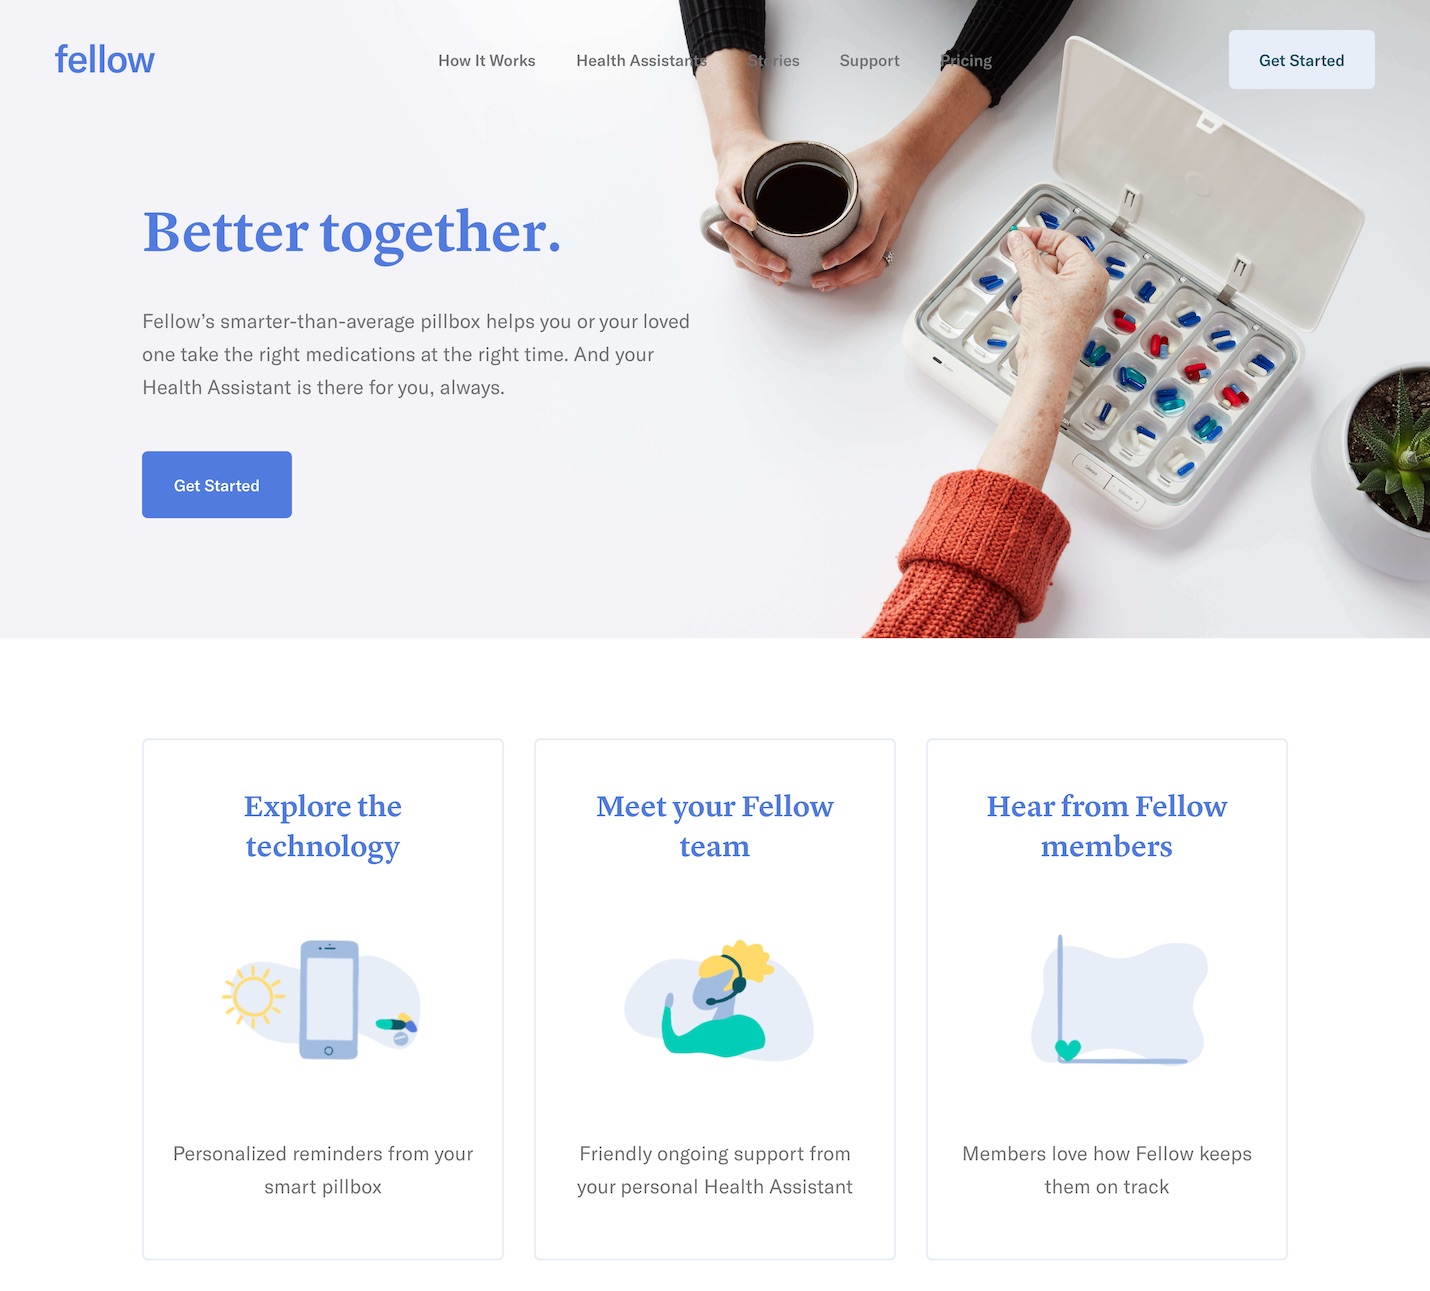 fellow
How It Works
Health Assistants
Stories
Support
Pricing
Get Started
Better together.
Fellow’s smarter-than-average pillbox helps you or your loved
one take the right medications at the right time. And your
Health Assistant is there for you, always.
Get Started
Explore the
technology
Personalized reminders from your
smart pillbox
Meet your Fellow
team
Friendly ongoing support from
your personal Health Assistant
Hear from Fellow
members
Members love how Fellow keeps
them on track